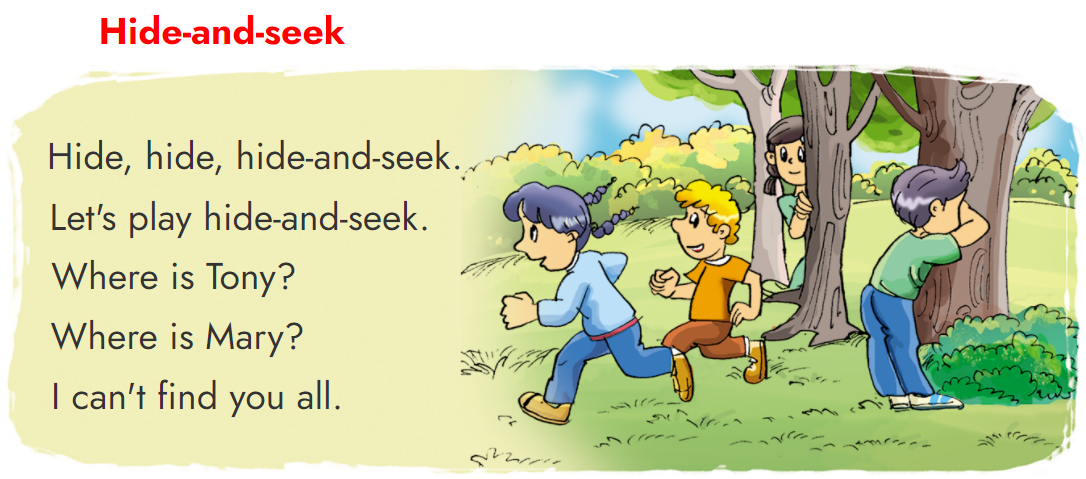 Hide-and-seek
Hide, hide, hide-and-seek.
Let's play hide-and-seek.
Where is Tony?
Where is Mary?
I can't find you all.